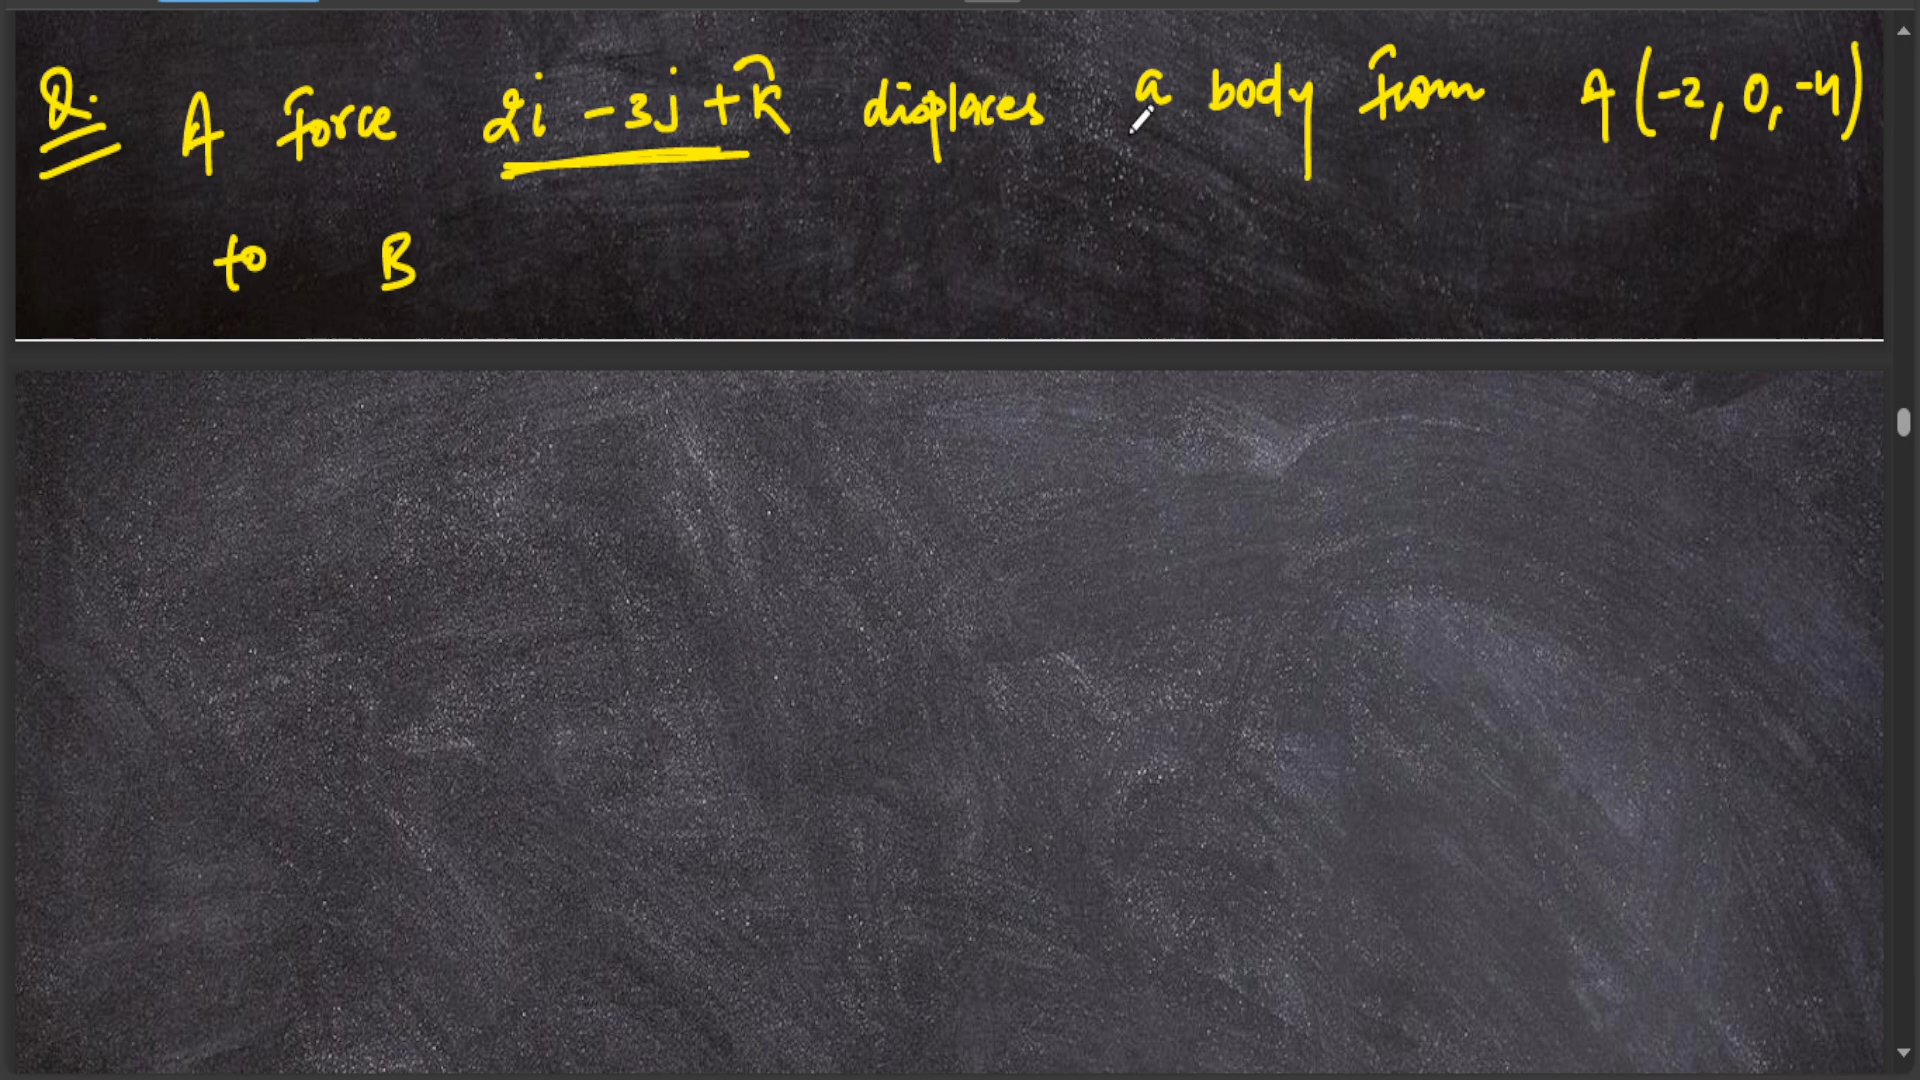 Q. A force 2i - 3j + k̂ displaces a body from A (-2, 0, -4)
to B